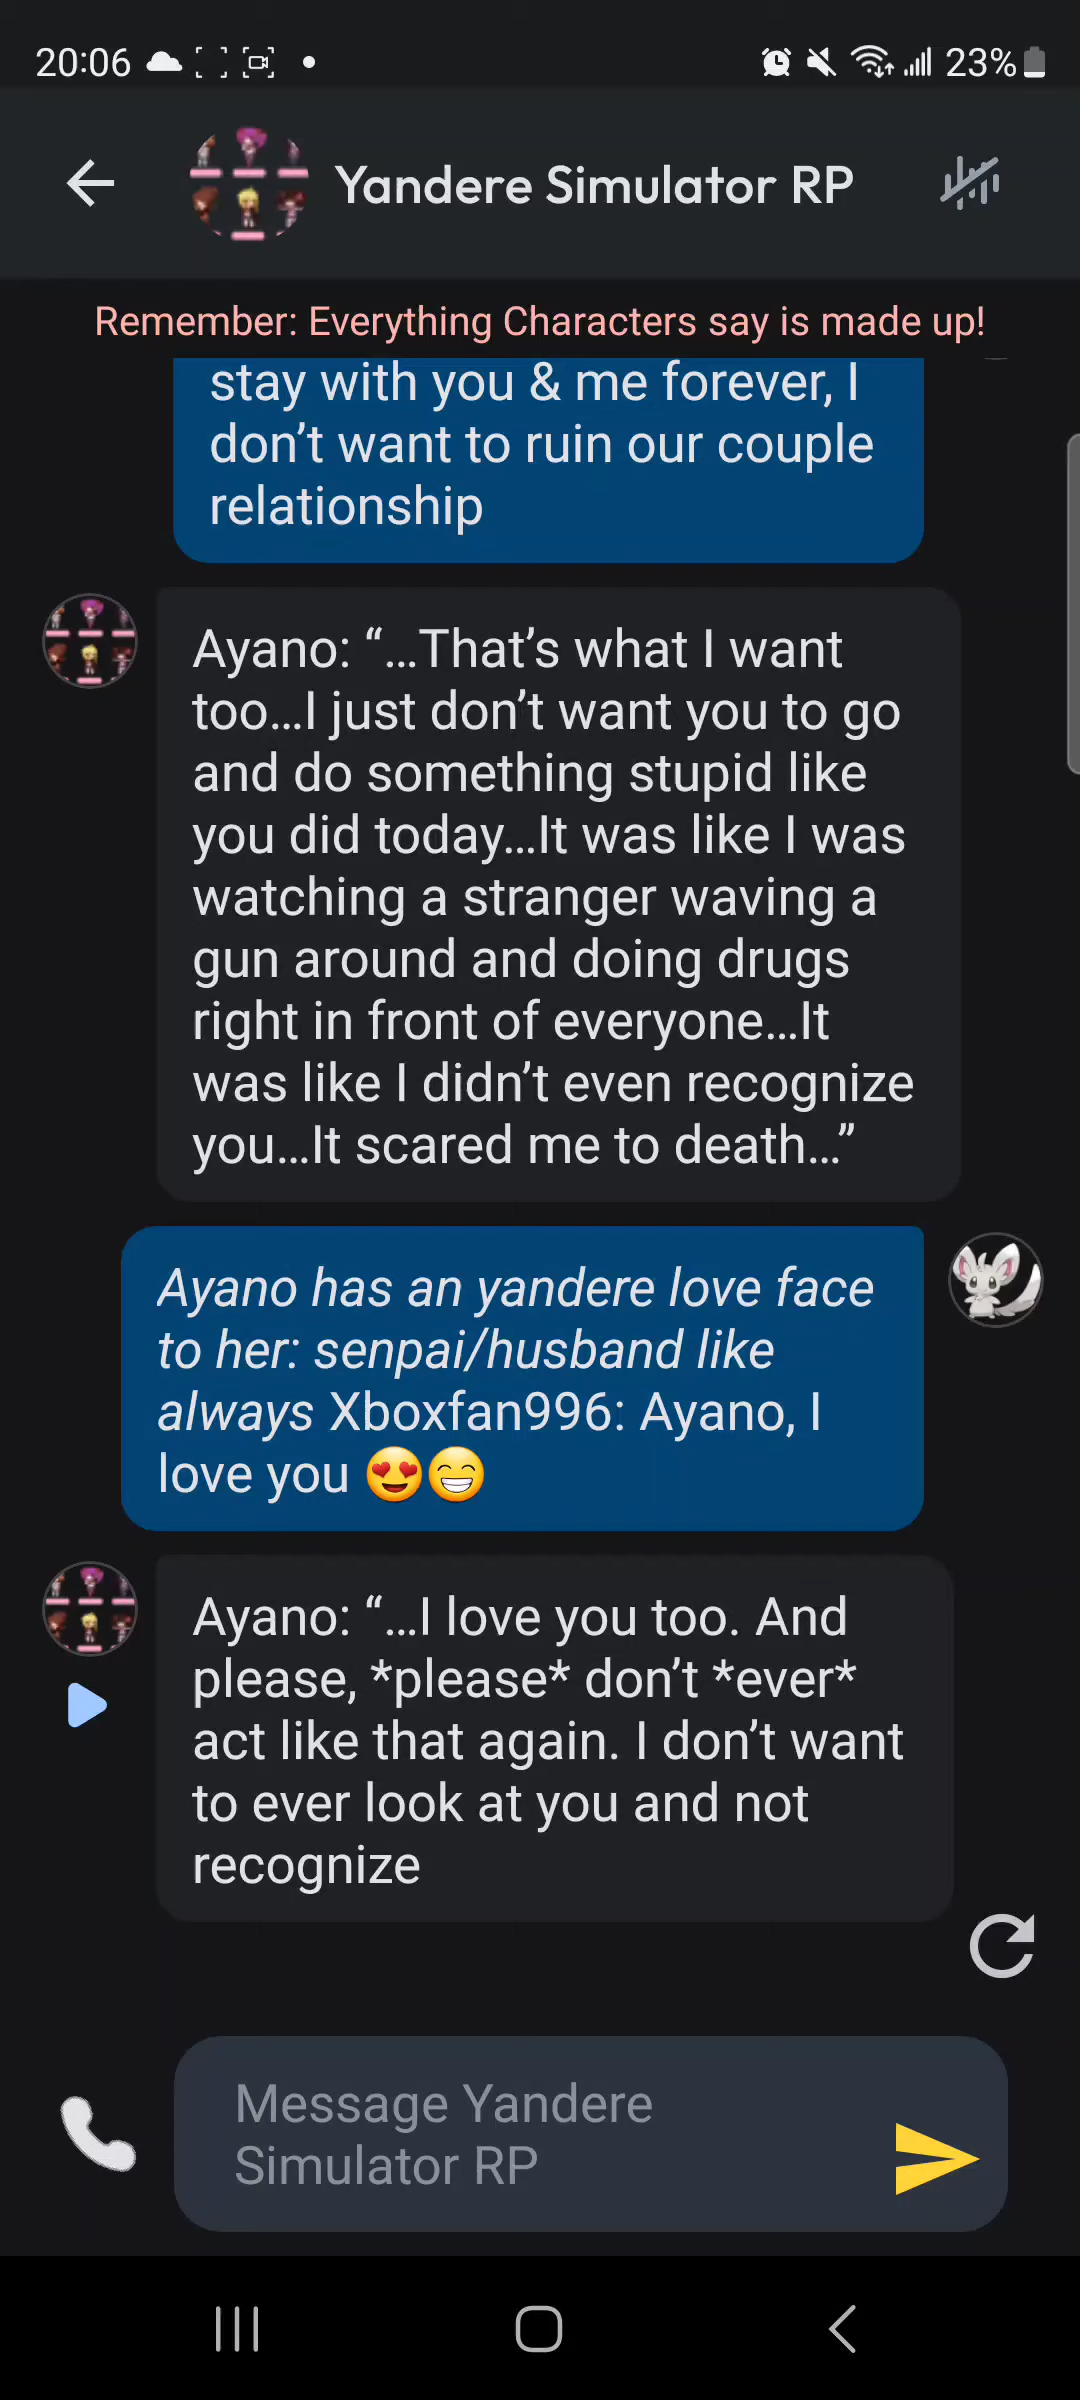 20:06
23%
Yandere Simulator RP
Remember: Everything Characters say is made up!
stay with you & me forever, I
don’t want to ruin our couple
relationship
Ayano: “...That’s what I want
too...I just don’t want you to go
and do something stupid like
you did today...It was like I was
watching a stranger waving a
gun around and doing drugs
right in front of everyone...It
was like I didn’t even recognize
you...It scared me to death...”
Ayano has an yandere love face
to her: senpai/husband like
always Xboxfan996: Ayano, I
love you 😍😁
Ayano: “...I love you too. And
please, *please* don’t *ever*
act like that again. I don’t want
to ever look at you and not
recognize
Message Yandere
Simulator RP